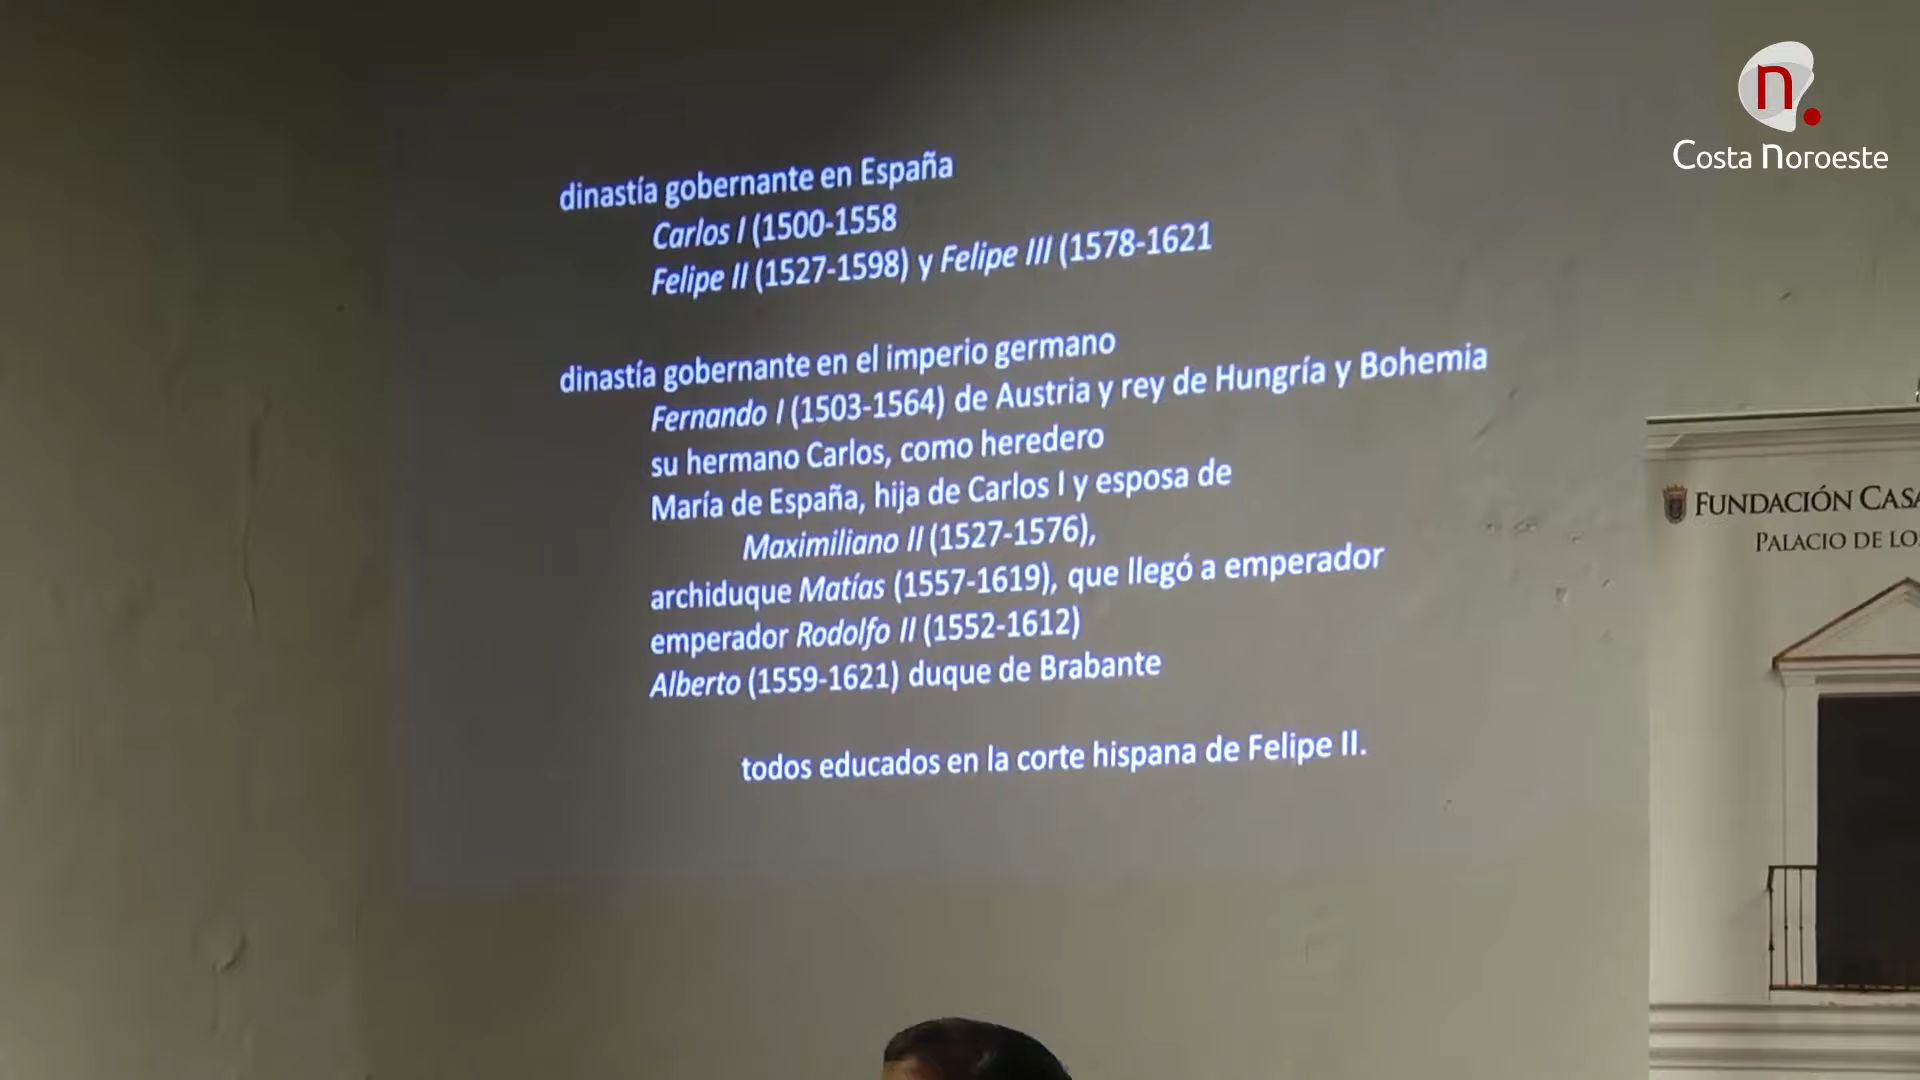 dinastía gobernante en España
Carlos I (1500-1558
Felipe II (1527-1598) y Felipe III (1578-1621
dinastía gobernante en el imperio germano
Fernando I (1503-1564) de Austria y rey de Hungría y Bohemia
su hermano Carlos, como heredero
María de España, hija de Carlos I y esposa de
Maximiliano II (1527-1576),
archiduque Matías (1557-1619), que llegó a emperador
emperador Rodolfo II (1552-1612)
Alberto (1559-1621) duque de Brabante
todos educados en la corte hispana de Felipe II.
n.
Costa noroeste
FUNDACIÓN CASA
PALACIO DE LO